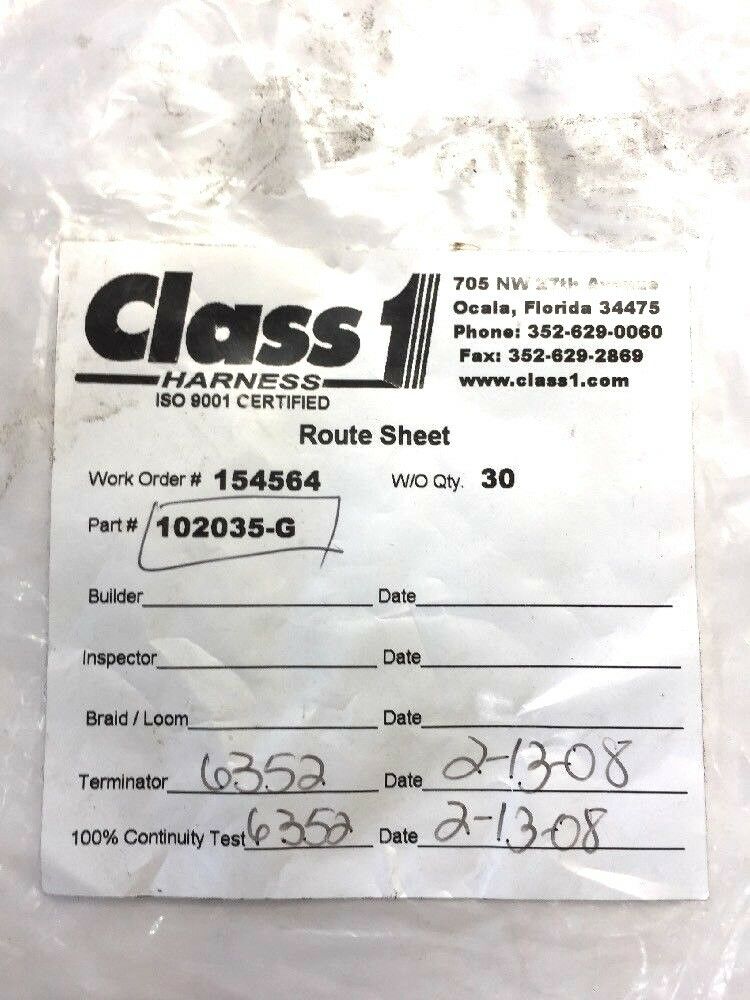 Class 1
HARNESS
ISO 9001 CERTIFIED
705 NW 27th Avenue
Ocala, Florida 34475
Phone: 352-629-0060
Fax: 352-629-2869
www.class1.com
Route Sheet
Work Order # 154564 W/O Qty. 30
Part # 102035-G
Builder Date
Inspector Date
Braid / Loom Date
Terminator 6352 Date 2-13-08
100% Continuity Test 6352 Date 2-13-08